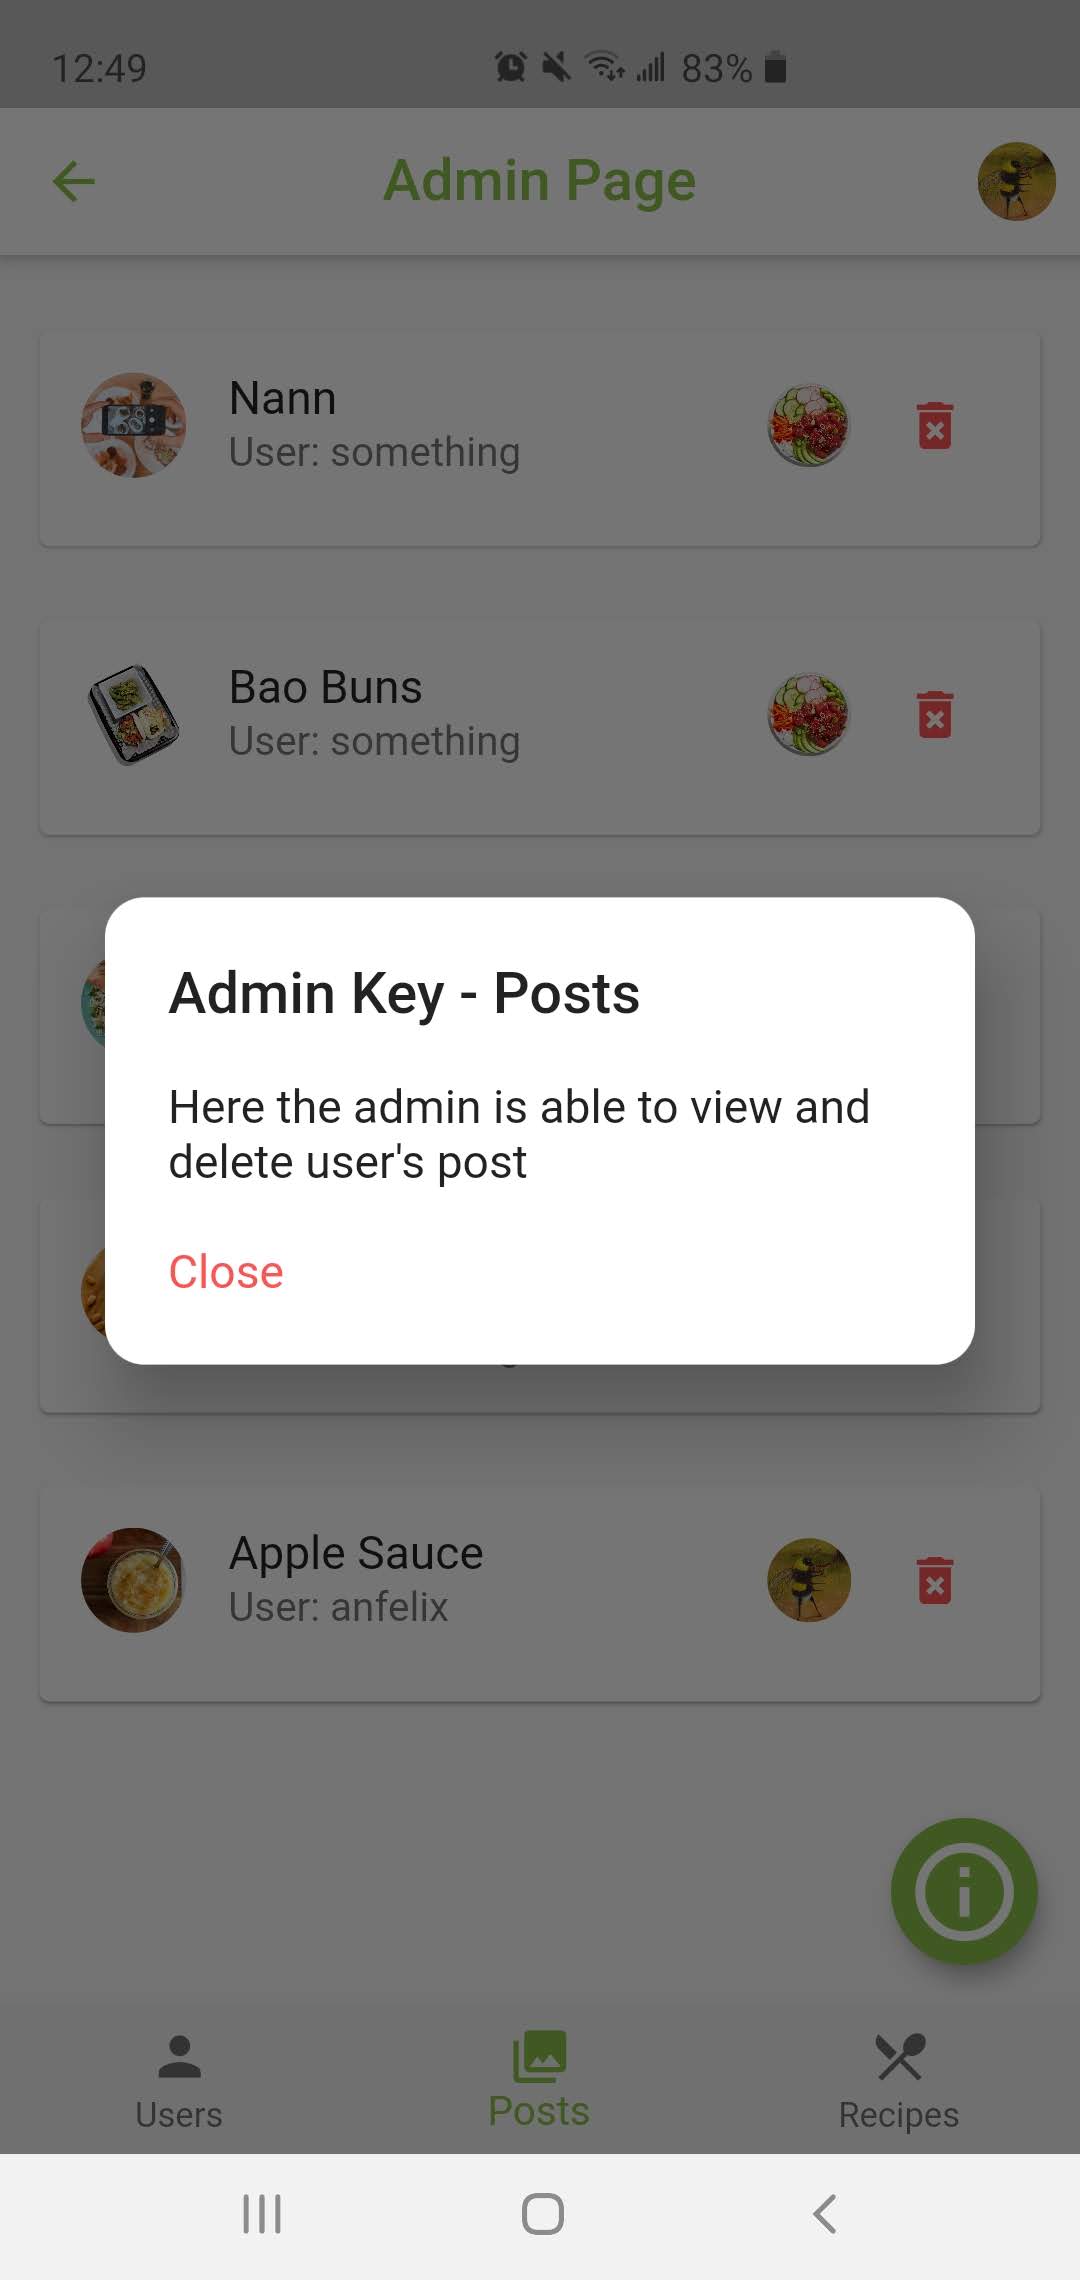 12:49
83%
Admin Page
Nann
User: something
Bao Buns
User: something
Admin Key - Posts
Here the admin is able to view and
delete user's post
Close
Apple Sauce
User: anfelix
Users
Posts
Recipes